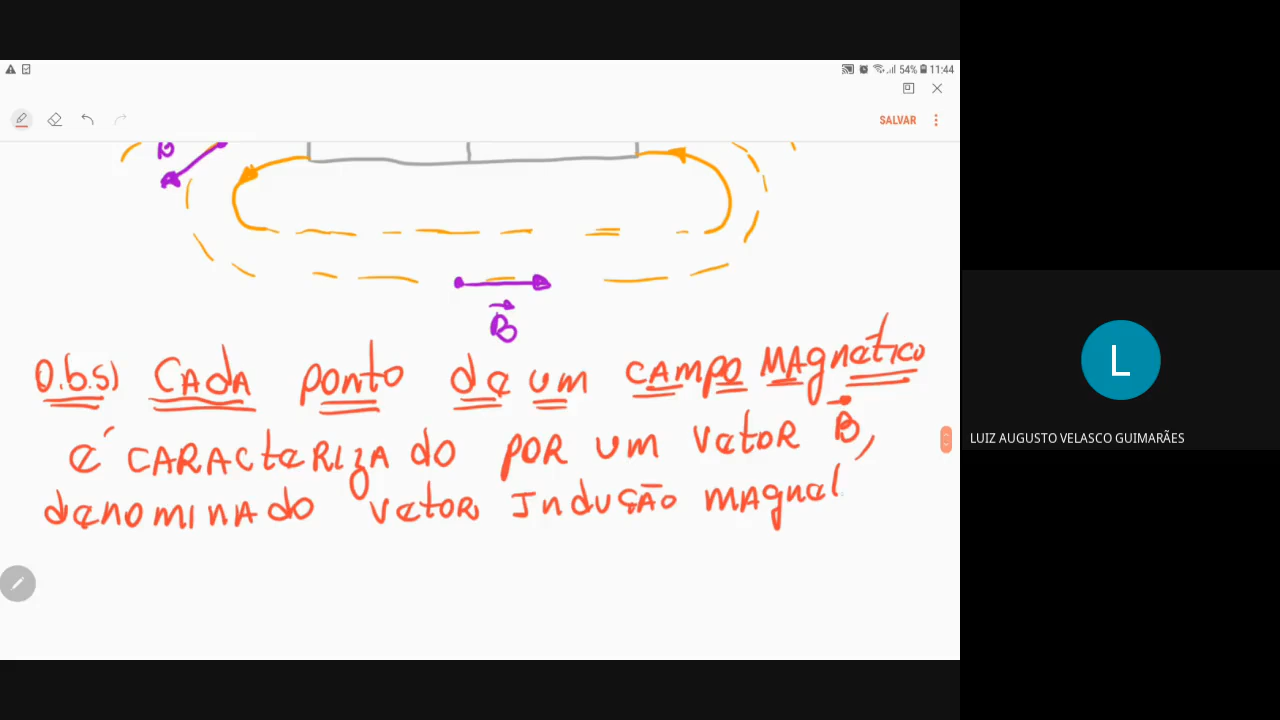 54% 11:44
SALVAR
B
B
O.b.s) Cada ponto de um campo Magnético
é caracterizado por um vetor B,
denominado vetor Indução magnet
L
LUIZ AUGUSTO VELASCO GUIMARÃES